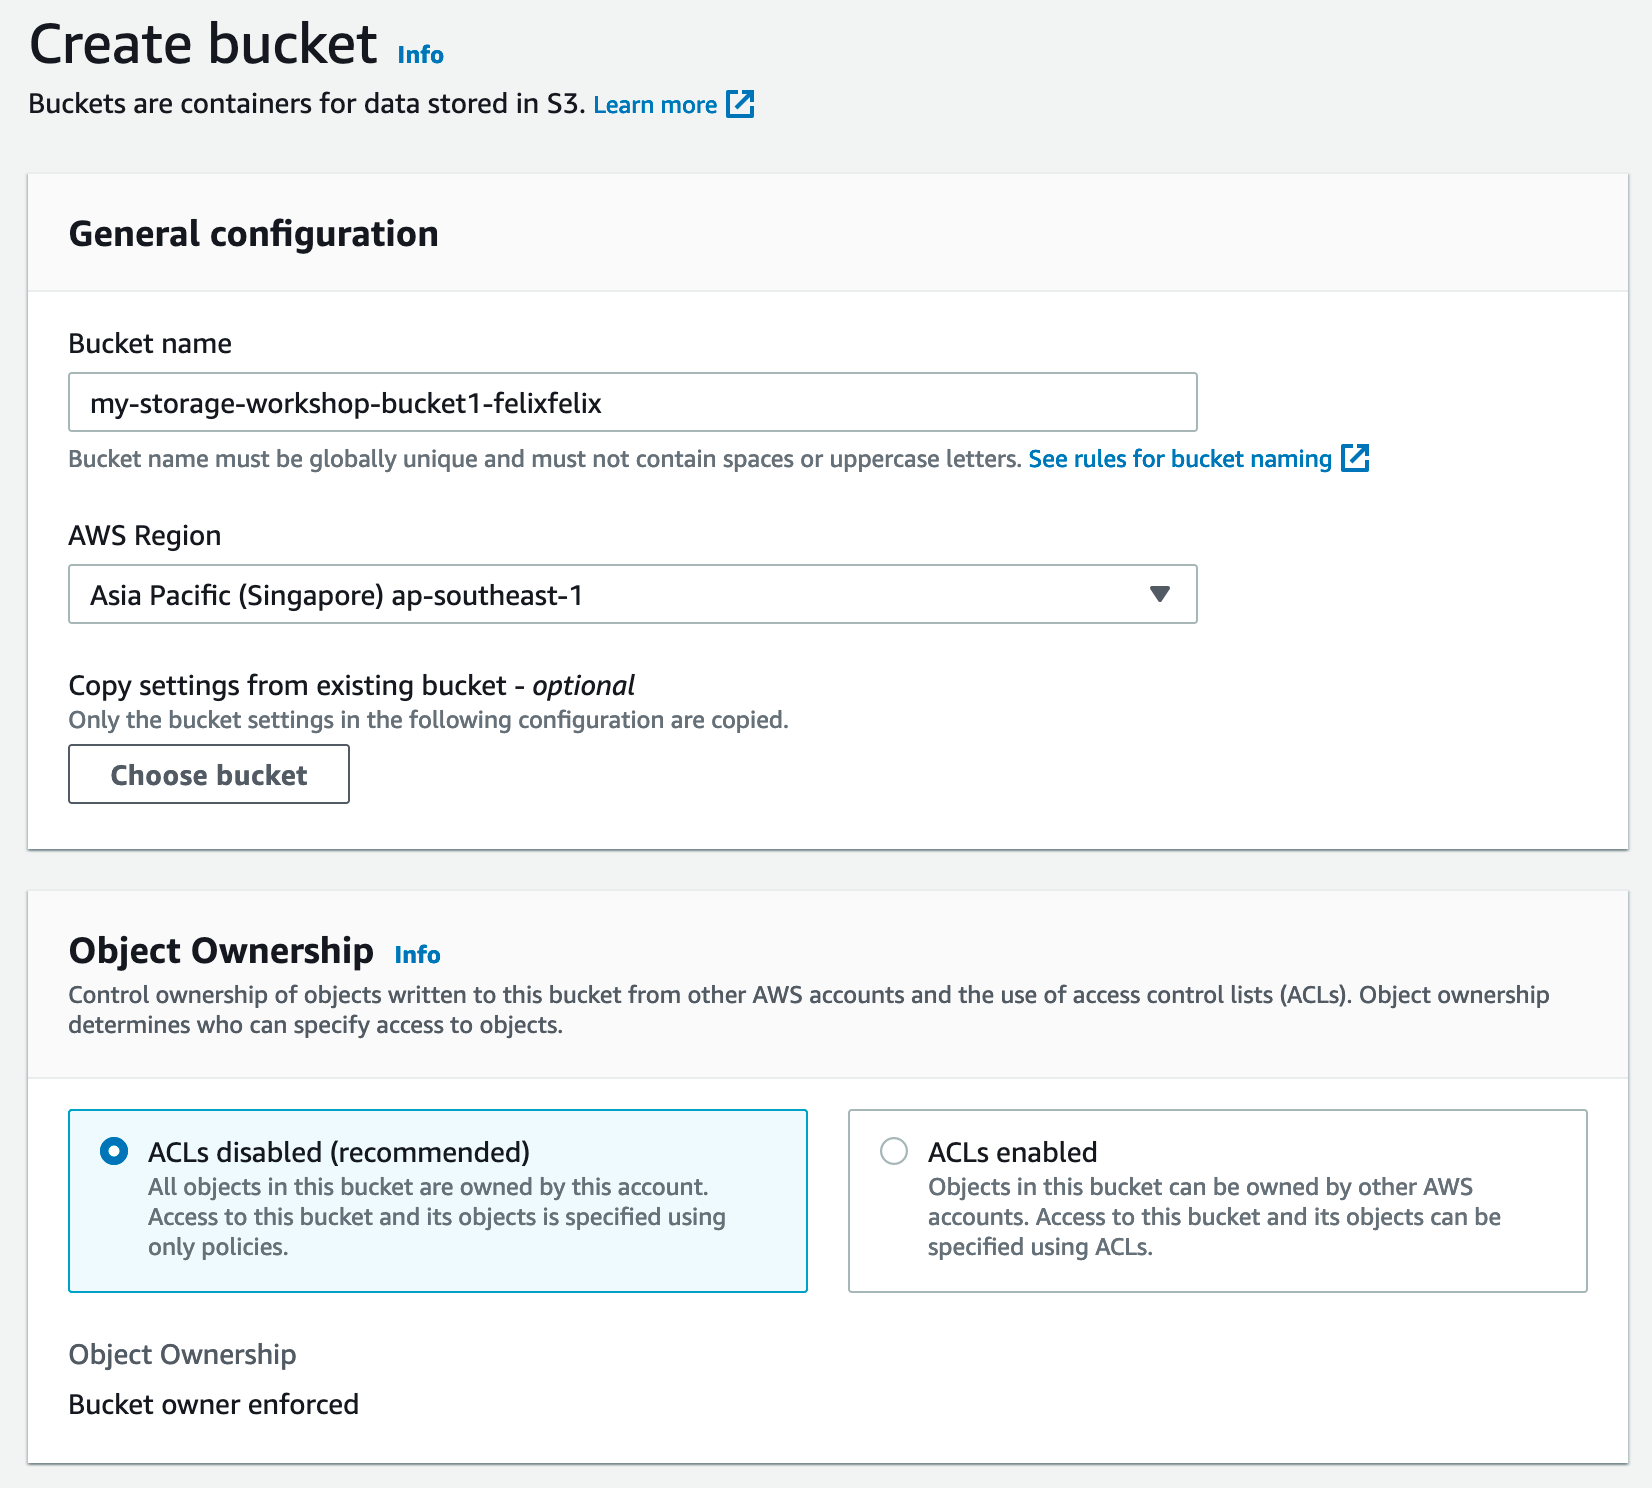 Create bucket Info
Buckets are containers for data stored in S3. Learn more
General configuration
Bucket name
my-storage-workshop-bucket1-felixfelix
Bucket name must be globally unique and must not contain spaces or uppercase letters. See rules for bucket naming
AWS Region
Asia Pacific (Singapore) ap-southeast-1
Copy settings from existing bucket - optional
Only the bucket settings in the following configuration are copied.
Choose bucket
Object Ownership Info
Control ownership of objects written to this bucket from other AWS accounts and the use of access control lists (ACLs). Object ownership
determines who can specify access to objects.
ACLs disabled (recommended)
All objects in this bucket are owned by this account.
Access to this bucket and its objects is specified using
only policies.
ACLs enabled
Objects in this bucket can be owned by other AWS
accounts. Access to this bucket and its objects can be
specified using ACLs.
Object Ownership
Bucket owner enforced